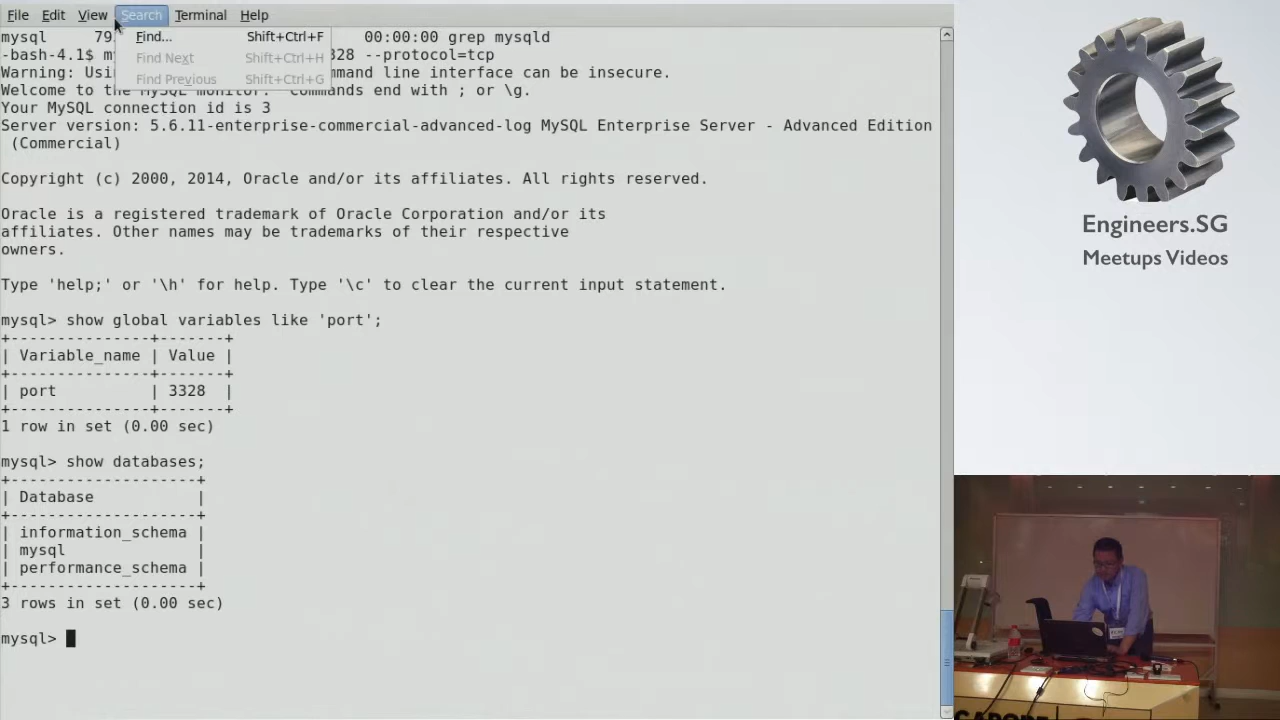 File Edit View Search Terminal Help
Find... Shift+Ctrl+F
Find Next Shift+Ctrl+H
Find Previous Shift+Ctrl+G
mysql 79 00:00:00 grep mysqld
-bash-4.1$ m 328 --protocol=tcp
Warning: Usi mmand line interface can be insecure.
Welcome to the MySQL monitor. Commands end with ; or \g.
Your MySQL connection id is 3
Server version: 5.6.11-enterprise-commercial-advanced-log MySQL Enterprise Server - Advanced Edition
(Commercial)
Copyright (c) 2000, 2014, Oracle and/or its affiliates. All rights reserved.
Oracle is a registered trademark of Oracle Corporation and/or its
affiliates. Other names may be trademarks of their respective
owners.
Type 'help;' or '\h' for help. Type '\c' to clear the current input statement.
mysql> show global variables like 'port';
+---------------+-------+
| Variable_name | Value |
+---------------+-------+
| port          | 3328  |
+---------------+-------+
1 row in set (0.00 sec)
mysql> show databases;
+--------------------+
| Database           |
+--------------------+
| information_schema |
| mysql              |
| performance_schema |
+--------------------+
3 rows in set (0.00 sec)
mysql>
Engineers.SG
Meetups Videos